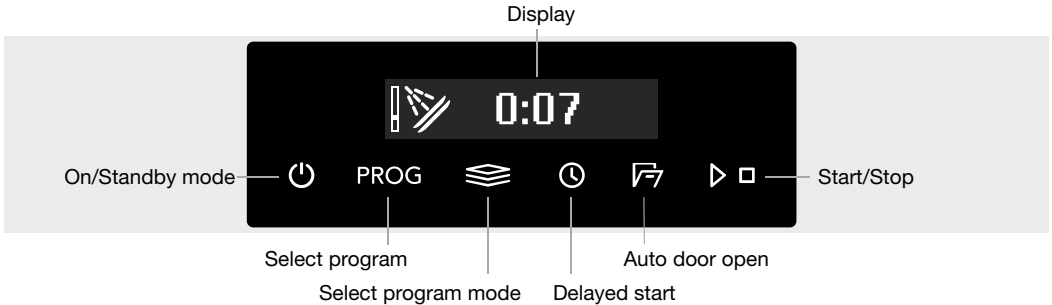 Display
0:07
On/Standby mode
PROG
Start/Stop
Select program
Auto door open
Select program mode
Delayed start